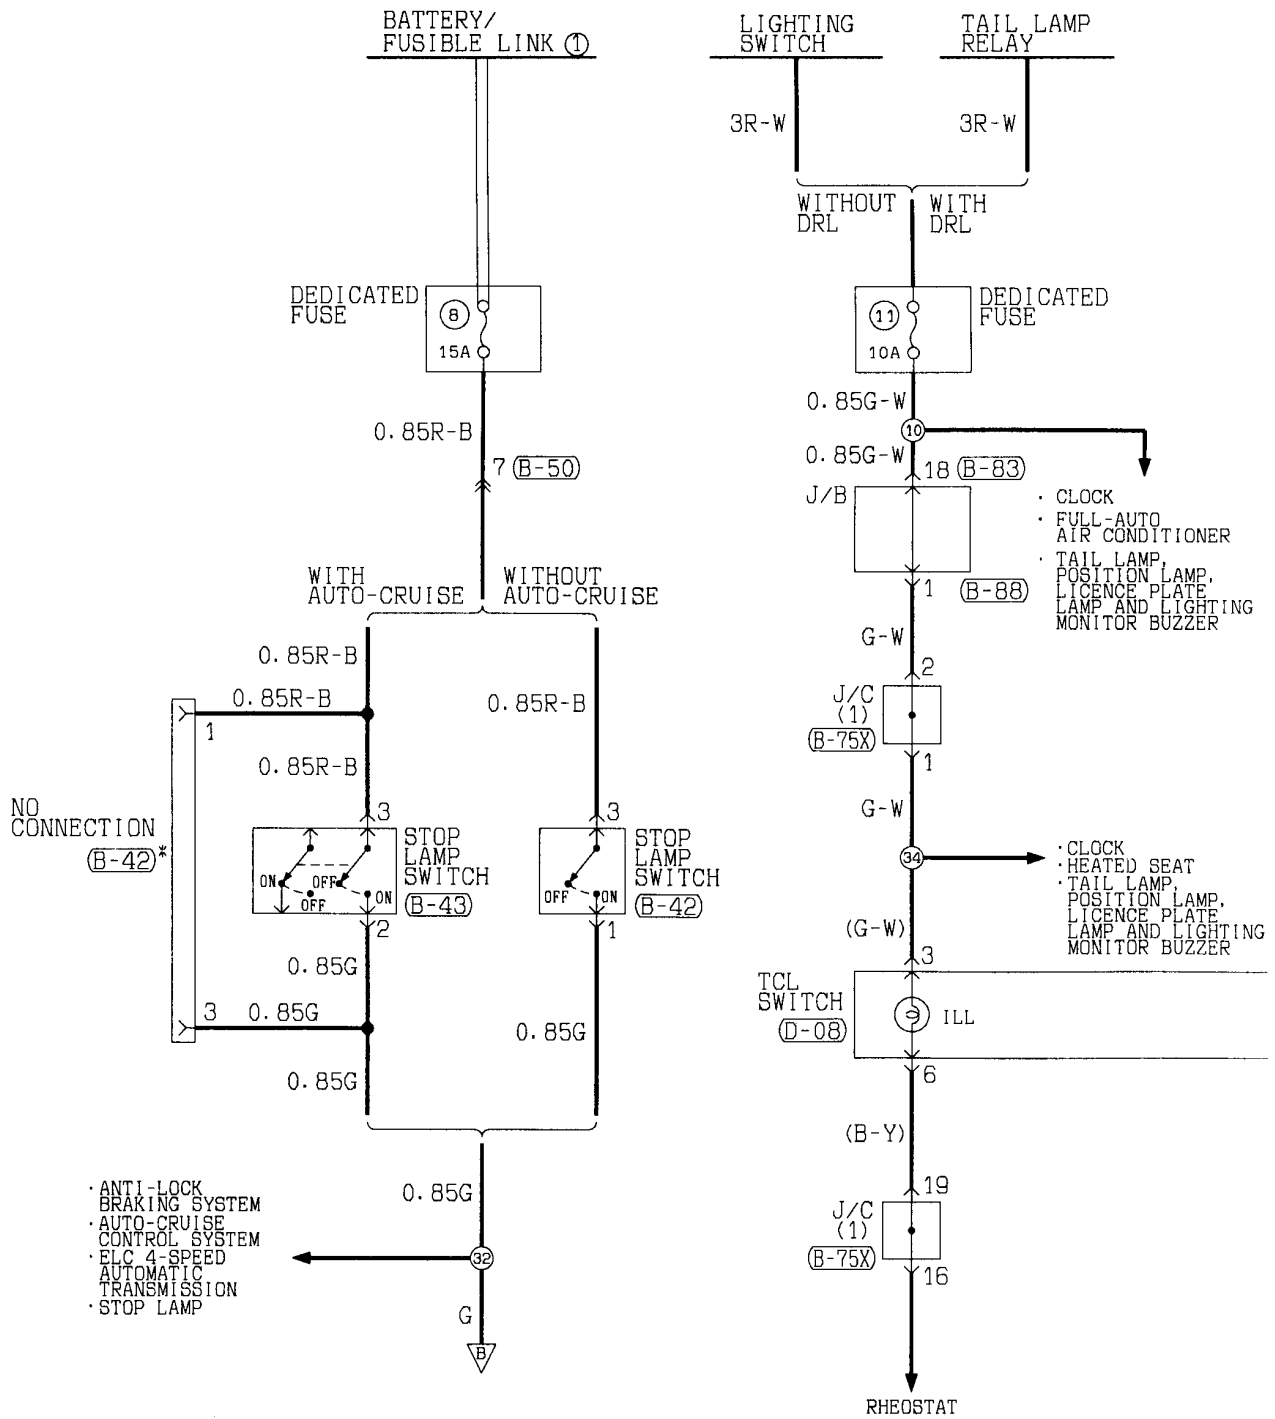 BATTERY/
FUSIBLE LINK ①
LIGHTING
SWITCH
TAIL LAMP
RELAY
3R-W
3R-W
WITHOUT
DRL
WITH
DRL
DEDICATED
FUSE
8
15A
11
10A
DEDICATED
FUSE
0.85R-B
0.85G-W
10
0.85G-W
7 B-50
18 B-83
J/B
· CLOCK
· FULL-AUTO
AIR CONDITIONER
· TAIL LAMP,
POSITION LAMP,
LICENCE PLATE
LAMP AND LIGHTING
MONITOR BUZZER
1 B-88
WITH
AUTO-CRUISE
WITHOUT
AUTO-CRUISE
G-W
0.85R-B
2
0.85R-B
0.85R-B
J/C
(1)
B-75X
1
1
0.85R-B
G-W
NO
CONNECTION
B-42*
3
STOP
LAMP
SWITCH
B-43
ON
OFF
OFF
ON
2
3
STOP
LAMP
SWITCH
B-42
OFF
ON
1
34
·CLOCK
·HEATED SEAT
·TAIL LAMP,
POSITION LAMP,
LICENCE PLATE
LAMP AND LIGHTING
MONITOR BUZZER
(G-W)
3
0.85G
TCL
SWITCH
D-08
ILL
3
0.85G
0.85G
6
0.85G
(B-Y)
0.85G
19
J/C
(1)
B-75X
16
· ANTI-LOCK
BRAKING SYSTEM
· AUTO-CRUISE
CONTROL SYSTEM
· ELC 4-SPEED
AUTOMATIC
TRANSMISSION
· STOP LAMP
32
G
B
RHEOSTAT